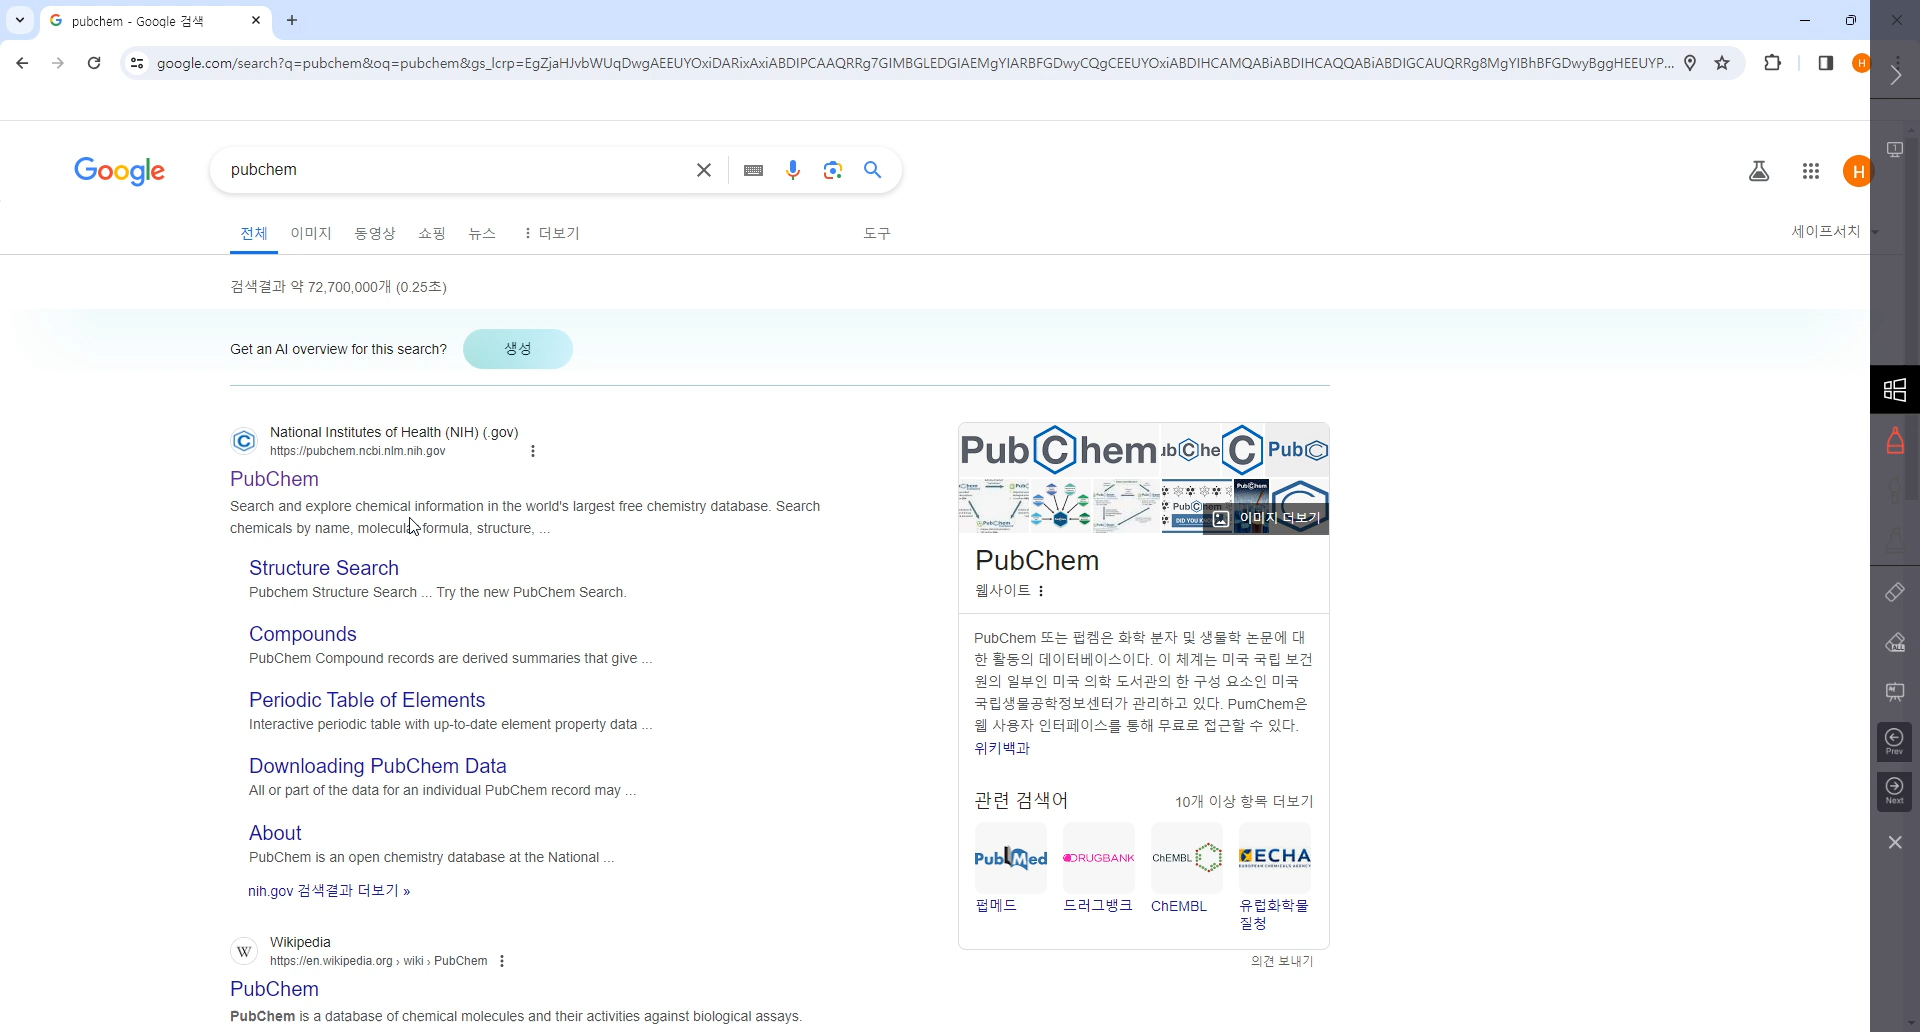 pubchem - Google 검색
google.com/search?q=pubchem&oq=pubchem&gs_lcrp=EgZjaHJvbWUqDwgAEEUYOxiDARixAxiABDIPCAAQRRg7GIMBGLEDGIAEMgYIARBFGDwyCQgCEEUYOxiABDIHCAMQABiABDIHCAQQABiABDIGCAUQRRg8MgYIBhBFGDwyBggHEEUYP...
H
Google
pubchem
H
전체 이미지 동영상 쇼핑 뉴스 더보기 도구 세이프서치
검색결과 약 72,700,000개 (0.25초)
Get an AI overview for this search? 생성
National Institutes of Health (NIH) (.gov)
https://pubchem.ncbi.nlm.nih.gov
PubChem
Search and explore chemical information in the world's largest free chemistry database. Search
chemicals by name, molecular formula, structure, ...
Structure Search
Pubchem Structure Search ... Try the new PubChem Search.
Compounds
PubChem Compound records are derived summaries that give ...
Periodic Table of Elements
Interactive periodic table with up-to-date element property data ...
Downloading PubChem Data
All or part of the data for an individual PubChem record may ...
About
PubChem is an open chemistry database at the National ...
nih.gov 검색결과 더보기 »
W
Wikipedia
https://en.wikipedia.org › wiki › PubChem
PubChem
PubChem is a database of chemical molecules and their activities against biological assays.
PubChem
이미지 더보기
PubChem
웹사이트
PubChem 또는 펍켐은 화학 분자 및 생물학 논문에 대
한 활동의 데이터베이스이다. 이 체계는 미국 국립 보건
원의 일부인 미국 의학 도서관의 한 구성 요소인 미국
국립생물공학정보센터가 관리하고 있다. PumChem은
웹 사용자 인터페이스를 통해 무료로 접근할 수 있다.
위키백과
관련 검색어 10개 이상 항목 더보기
PubMed DRUGBANK ChEMBL ECHA
펍메드 드러그뱅크 ChEMBL 유럽화학물
질청
의견 보내기
1
Prev
Next